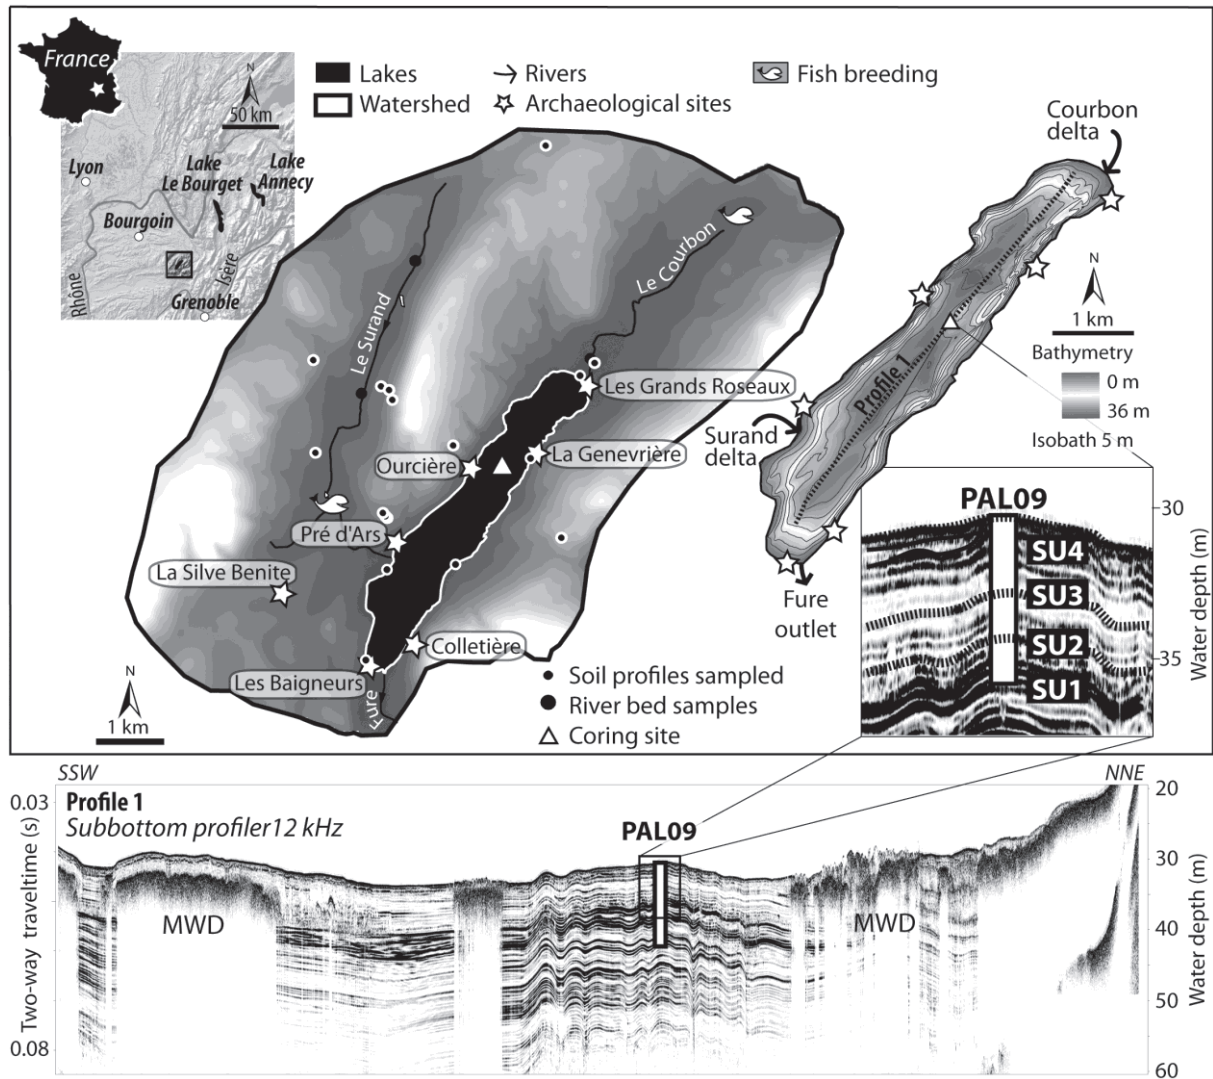 France
N
50 km
Lyon
Lake
Le Bourget
Lake
Annecy
Bourgoin
Rhône
Isère
Grenoble
Lakes
Watershed
Rivers
Archaeological sites
Fish breeding
Le Surand
Le Courbon
Les Grands Roseaux
La Genevrière
Ourcière
Pré d'Ars
La Silve Benite
Colletière
Les Baigneurs
Fure
N
1 km
Soil profiles sampled
River bed samples
Coring site
Courbon
delta
N
1 km
Bathymetry
0 m
36 m
Isobath 5 m
Profile 1
Surand
delta
Fure
outlet
PAL09
SU4
SU3
SU2
SU1
30
35
Water depth (m)
SSW
NNE
Profile 1
Subbottom profiler12 kHz
PAL09
MWD
MWD
0.03
0.08
Two-way traveltime (s)
20
30
40
50
60
Water depth (m)